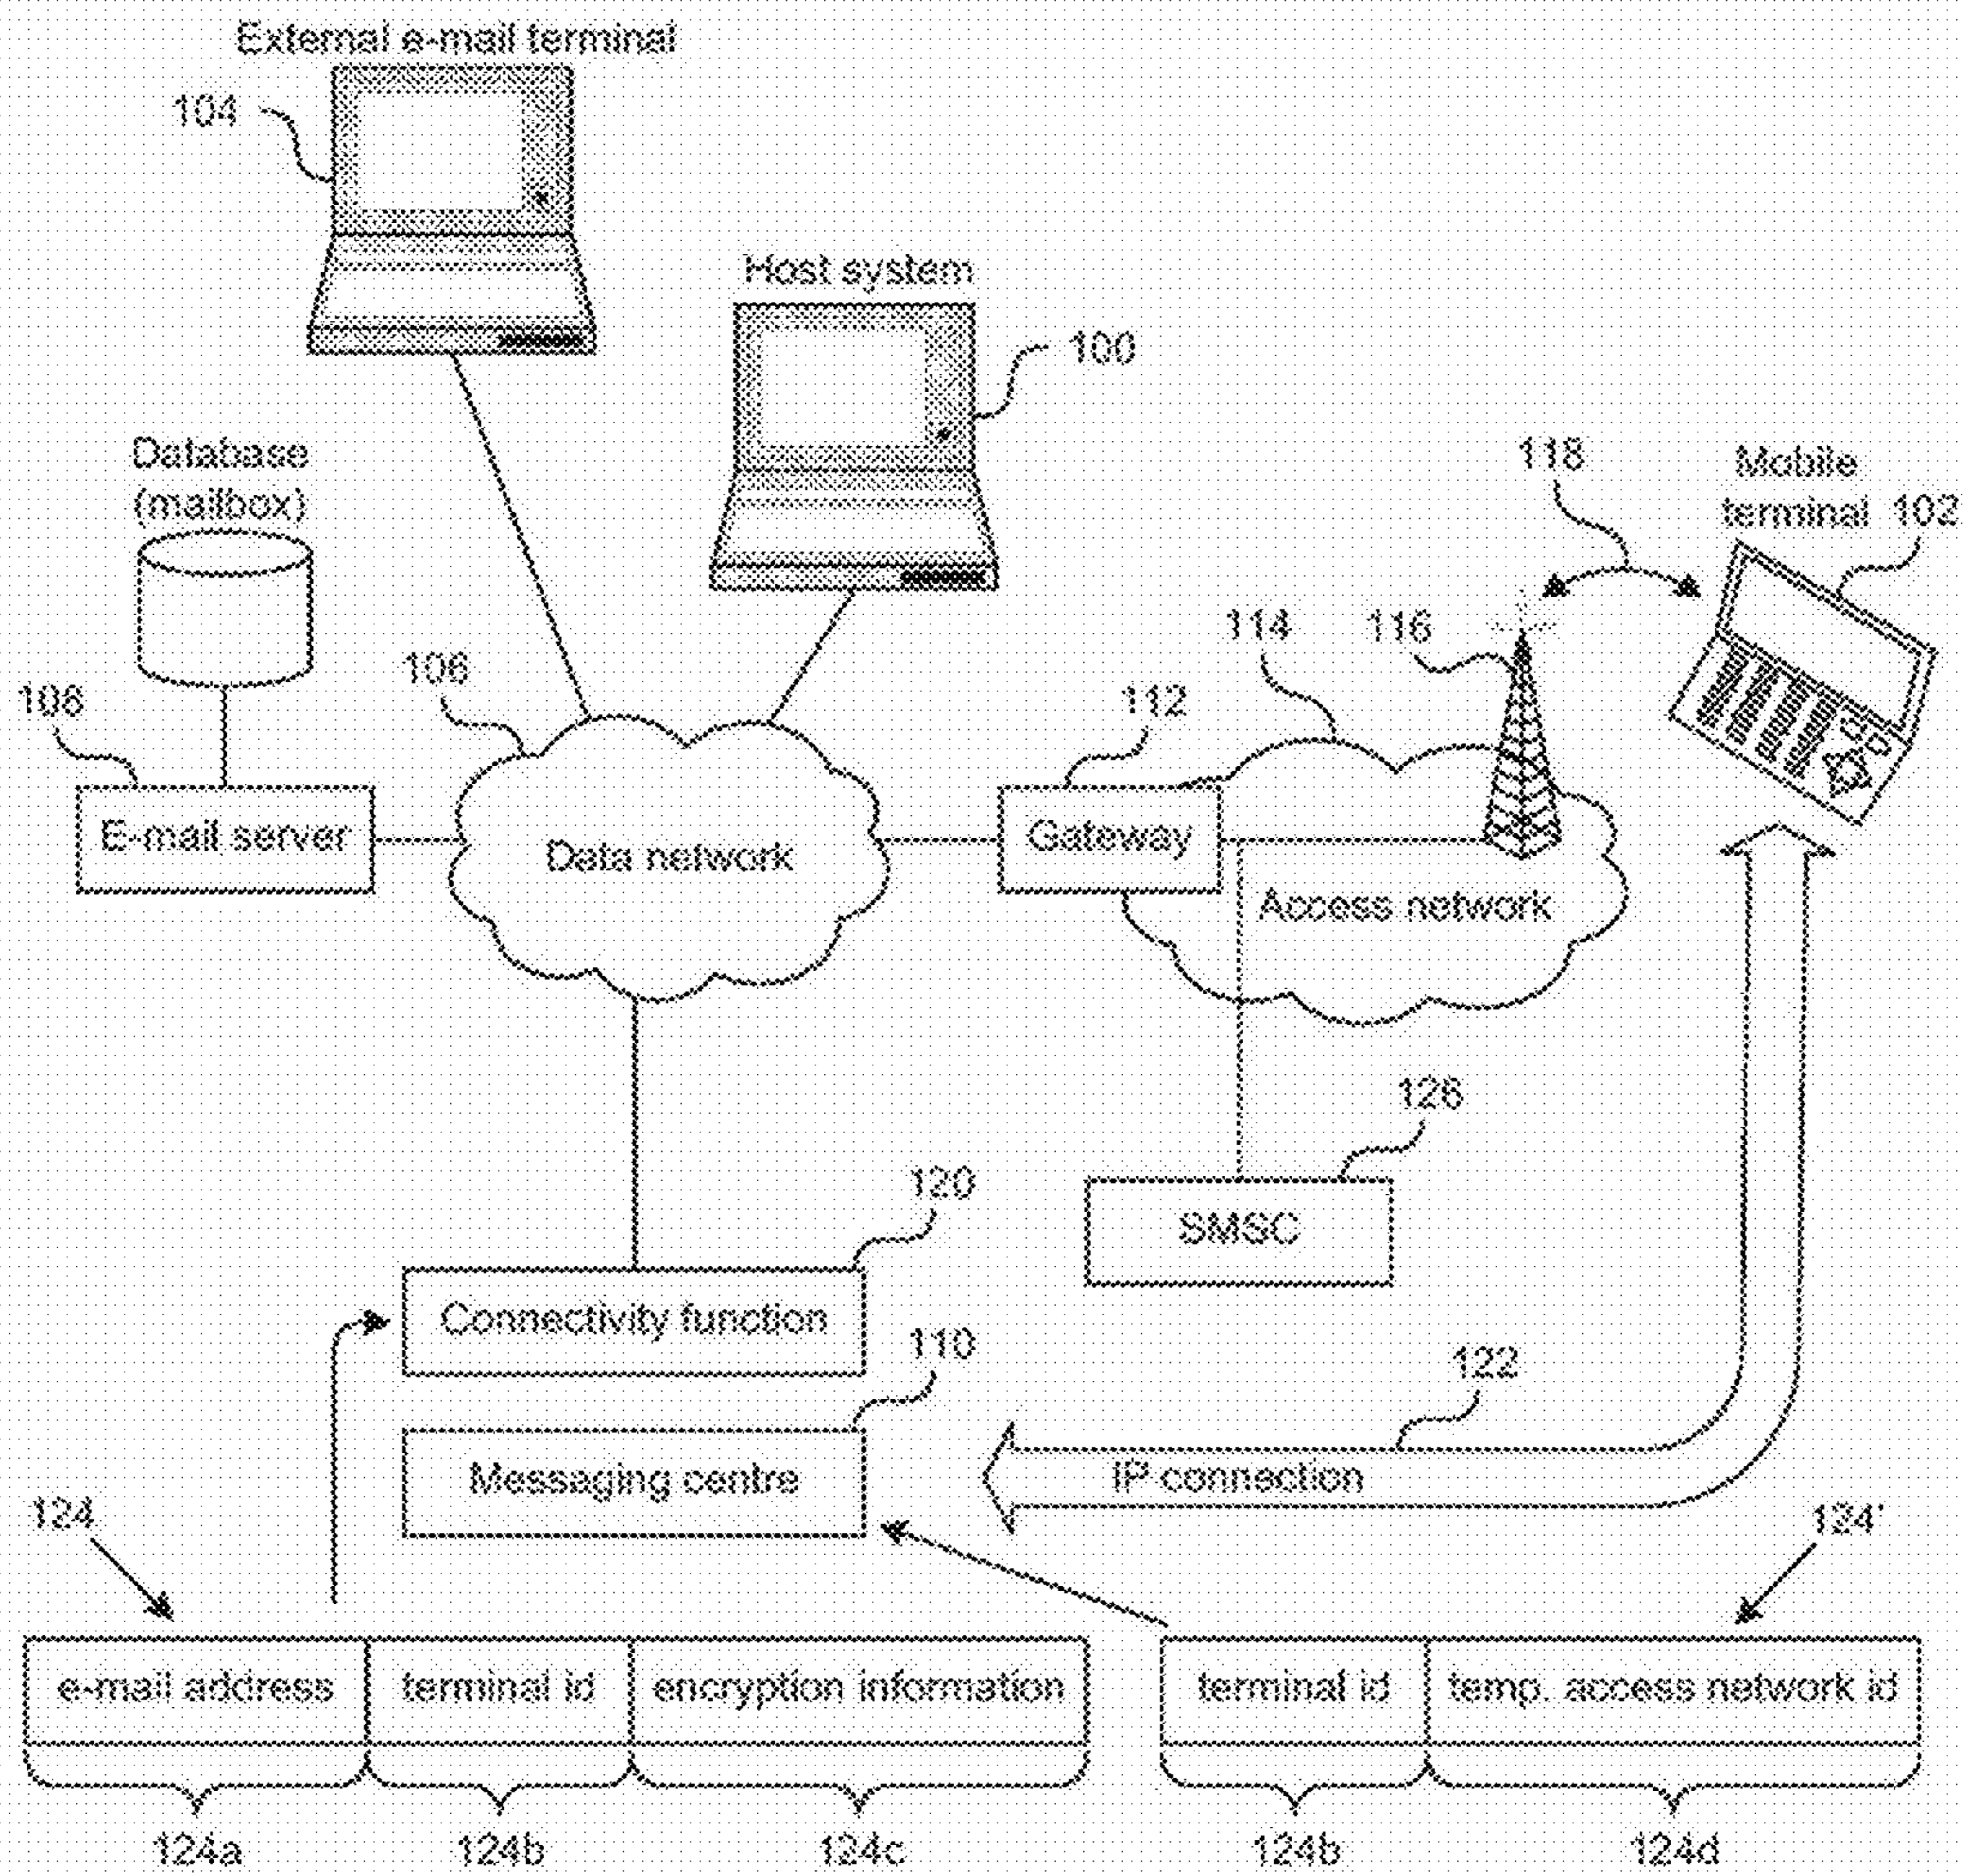 External e-mail terminal
104
Host system
100
Database
(mailbox)
118
Mobile
terminal 102
108
106
114
116
112
E-mail server
Data network
Gateway
Access network
126
SMSC
120
Connectivity function
110
Messaging centre
122
IP connection
124
124'
e-mail address
terminal id
encryption information
terminal id
temp. access network id
124a
124b
124c
124b
124d